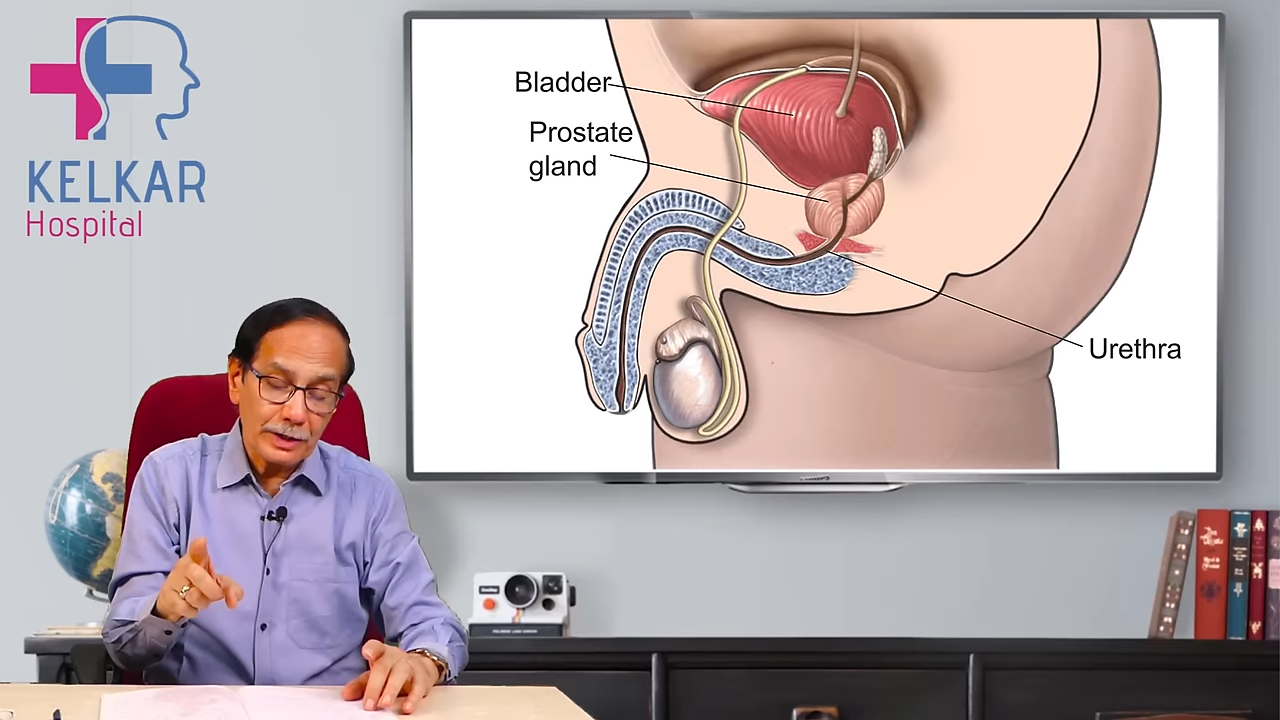 KELKAR
Hospital
Bladder
Prostate
gland
Urethra